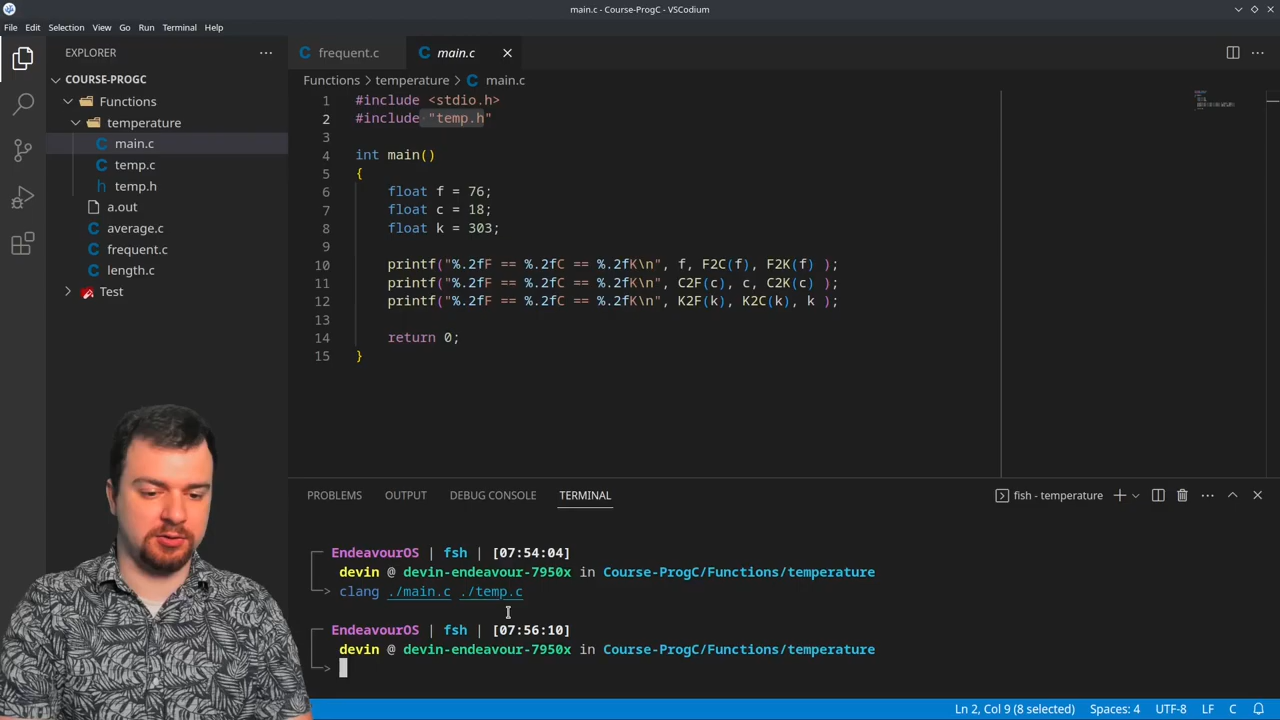 main.c - Course-ProgC - VSCodium
File Edit Selection View Go Run Terminal Help
EXPLORER
COURSE-PROGC
Functions
temperature
main.c
temp.c
temp.h
a.out
average.c
frequent.c
length.c
Test
frequent.c
main.c
Functions > temperature > main.c
1 #include <stdio.h>
2 #include "temp.h"
3
4 int main()
5 {
6 float f = 76;
7 float c = 18;
8 float k = 303;
9
10 printf("%.2fF == %.2fC == %.2fK\n", f, F2C(f), F2K(f) );
11 printf("%.2fF == %.2fC == %.2fK\n", C2F(c), c, C2K(c) );
12 printf("%.2fF == %.2fC == %.2fK\n", K2F(k), K2C(k), k );
13
14 return 0;
15 }
PROBLEMS OUTPUT DEBUG CONSOLE TERMINAL
fish - temperature
EndeavourOS | fsh | [07:54:04]
devin @ devin-endeavour-7950x in Course-ProgC/Functions/temperature
> clang ./main.c ./temp.c
EndeavourOS | fsh | [07:56:10]
devin @ devin-endeavour-7950x in Course-ProgC/Functions/temperature
>
Ln 2, Col 9 (8 selected) Spaces: 4 UTF-8 LF C